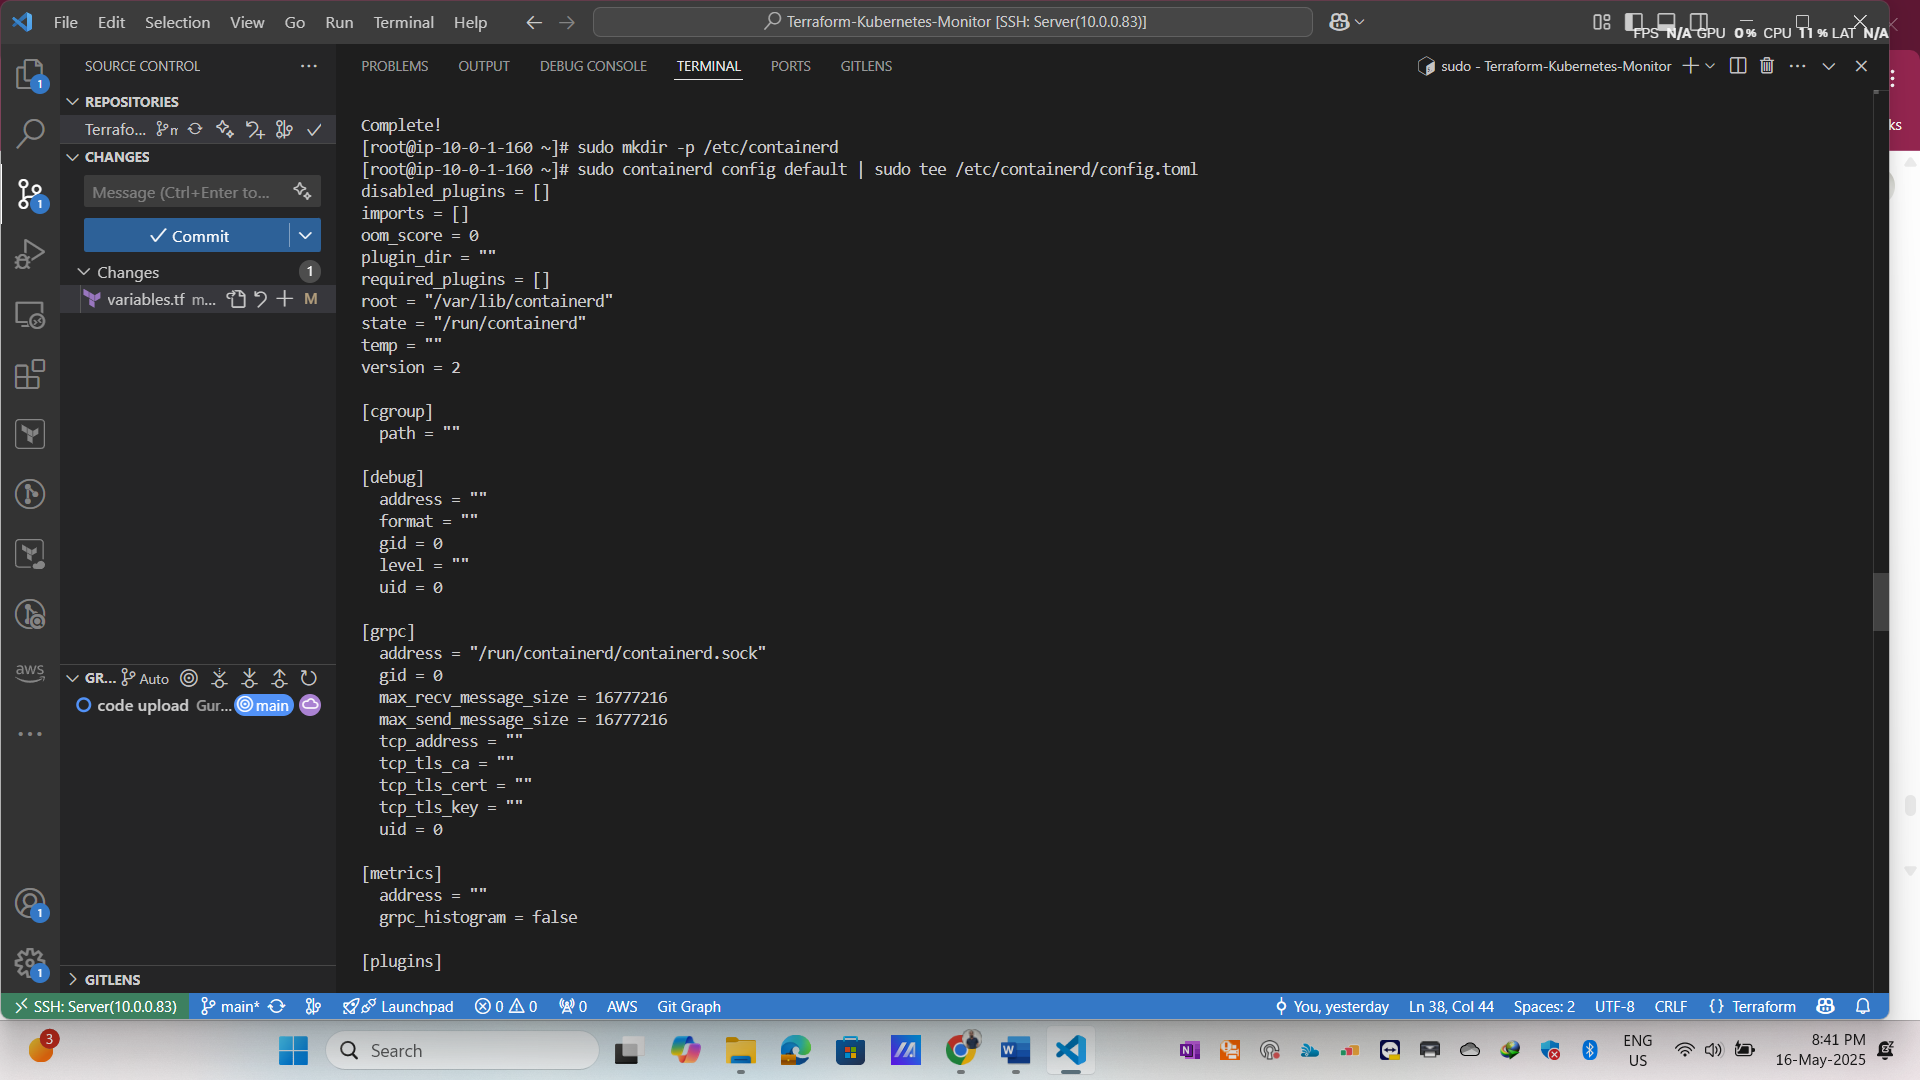 File Edit Selection View Go Run Terminal Help
Terraform-Kubernetes-Monitor [SSH: Server(10.0.0.83)]
FPS N/A GPU 0% CPU 11% LAT N/A
SOURCE CONTROL
PROBLEMS OUTPUT DEBUG CONSOLE TERMINAL PORTS GITLENS
sudo - Terraform-Kubernetes-Monitor
REPOSITORIES
Terrafo...
CHANGES
Message (Ctrl+Enter to...
Commit
Changes 1
variables.tf m... M
Complete!
[root@ip-10-0-1-160 ~]# sudo mkdir -p /etc/containerd
[root@ip-10-0-1-160 ~]# sudo containerd config default | sudo tee /etc/containerd/config.toml
disabled_plugins = []
imports = []
oom_score = 0
plugin_dir = ""
required_plugins = []
root = "/var/lib/containerd"
state = "/run/containerd"
temp = ""
version = 2
[cgroup]
path = ""
[debug]
address = ""
format = ""
gid = 0
level = ""
uid = 0
[grpc]
address = "/run/containerd/containerd.sock"
gid = 0
max_recv_message_size = 16777216
max_send_message_size = 16777216
tcp_address = ""
tcp_tls_ca = ""
tcp_tls_cert = ""
tcp_tls_key = ""
uid = 0
[metrics]
address = ""
grpc_histogram = false
[plugins]
aws
GR... Auto
code upload Gur... main
GITLENS
1
1
1
1
ks
SSH: Server(10.0.0.83) main* Launchpad 0 0 0 AWS Git Graph
You, yesterday Ln 38, Col 44 Spaces: 2 UTF-8 CRLF {} Terraform
3
Search
ENG
US
8:41 PM
16-May-2025